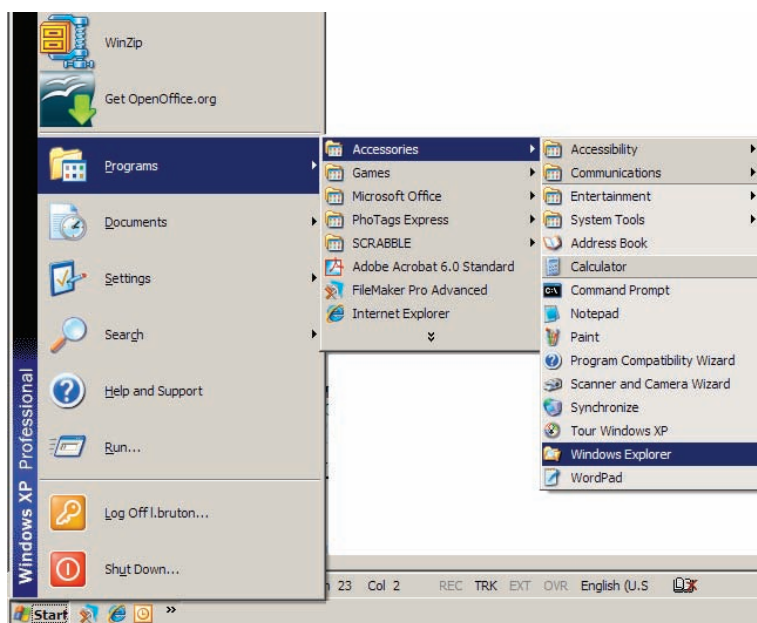 WinZip
Get OpenOffice.org
Programs
Documents
Settings
Search
Help and Support
Run...
Log Off l.bruton...
Shut Down...
Windows XP Professional
Accessories
Games
Microsoft Office
PhoTags Express
SCRABBLE
Adobe Acrobat 6.0 Standard
FileMaker Pro Advanced
Internet Explorer
Accessibility
Communications
Entertainment
System Tools
Address Book
Calculator
Command Prompt
Notepad
Paint
Program Compatibility Wizard
Scanner and Camera Wizard
Synchronize
Tour Windows XP
Windows Explorer
WordPad
23 Col 2 REC TRK EXT OVR English (U.S
Start